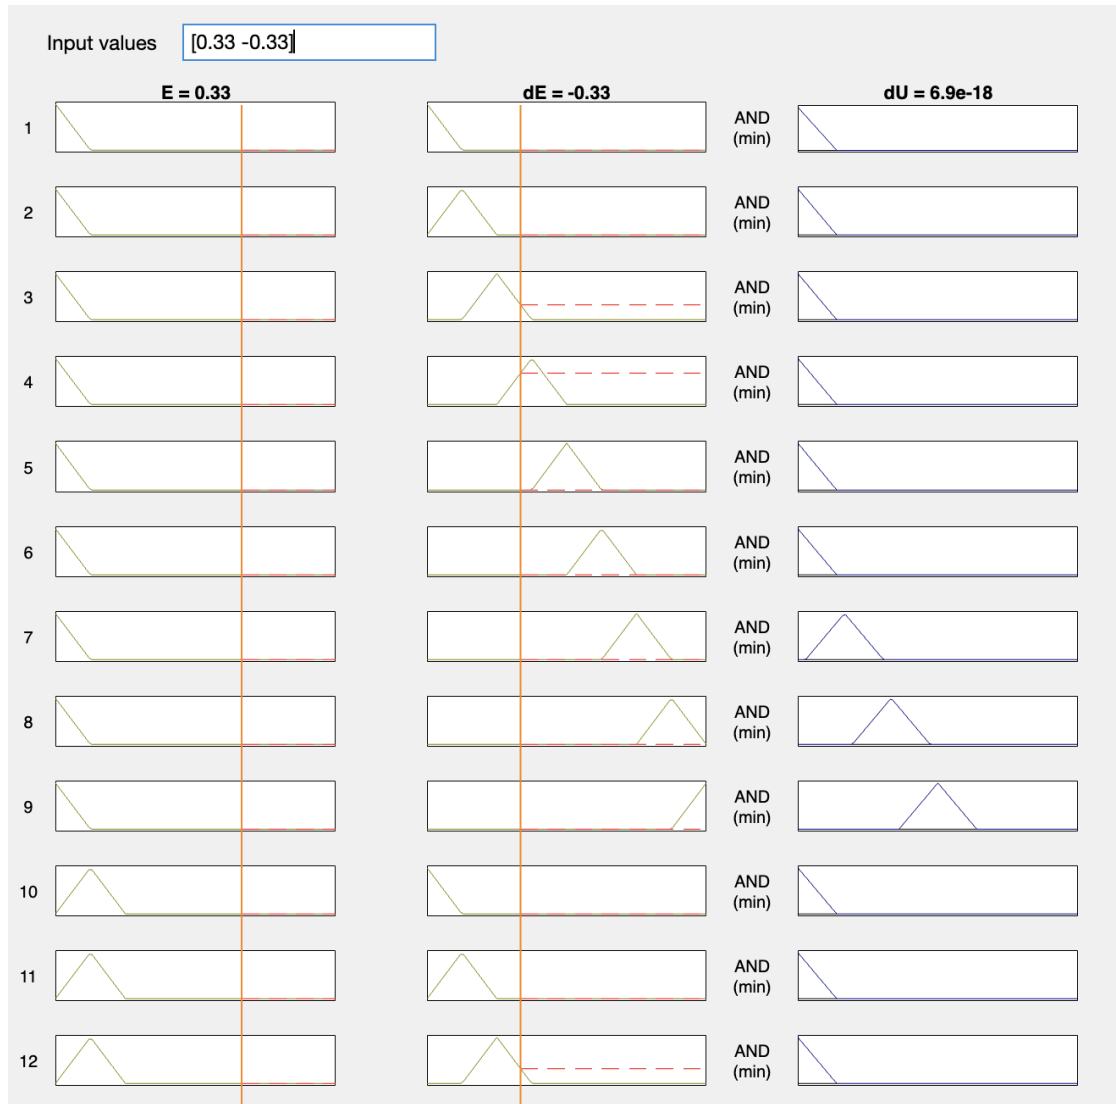 Input values [0.33 -0.33]
E = 0.33 dE = -0.33 dU = 6.9e-18
1 AND
(min)
2 AND
(min)
3 AND
(min)
4 AND
(min)
5 AND
(min)
6 AND
(min)
7 AND
(min)
8 AND
(min)
9 AND
(min)
10 AND
(min)
11 AND
(min)
12 AND
(min)